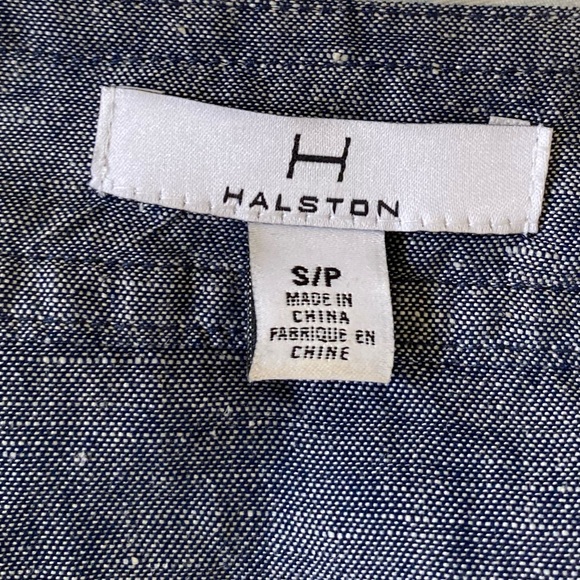 H
HALSTON
S/P
MADE IN
CHINA
FABRIQUE EN
CHINE